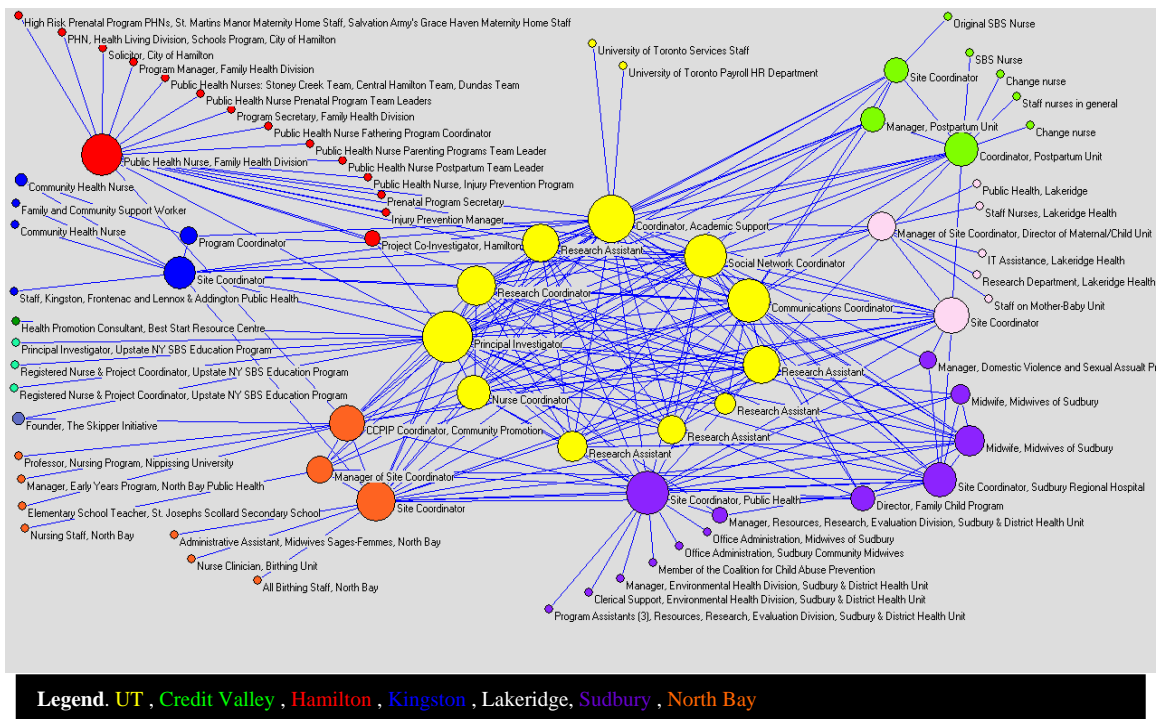 High Risk Prenatal Program PHNs, St. Martins Manor Maternity Home Staff, Salvation Army's Grace Haven Maternity Home Staff
PHN, Health Living Division, Schools Program, City of Hamilton
Solicitor, City of Hamilton
Program Manager, Family Health Division
Public Health Nurses: Stoney Creek Team, Central Hamilton Team, Dundas Team
Public Health Nurse Prenatal Program Team Leaders
Program Secretary, Family Health Division
Public Health Nurse Fathering Program Coordinator
Public Health Nurse Parenting Programs Team Leader
Public Health Nurse, Family Health Division
Public Health Nurse Postpartum Team Leader
Public Health Nurse, Injury Prevention Program
Prenatal Program Secretary
Injury Prevention Manager
Project Co-Investigator, Hamilton
University of Toronto Services Staff
University of Toronto Payroll HR Department
Original SBS Nurse
SBS Nurse
Site Coordinator
Change nurse
Staff nurses in general
Manager, Postpartum Unit
Change nurse
Coordinator, Postpartum Unit
Public Health, Lakeridge
Staff Nurses, Lakeridge Health
Manager of Site Coordinator, Director of Maternal/Child Unit
IT Assistance, Lakeridge Health
Research Department, Lakeridge Health
Staff on Mother-Baby Unit
Site Coordinator
Community Health Nurse
Family and Community Support Worker
Community Health Nurse
Program Coordinator
Site Coordinator
Staff, Kingston, Frontenac and Lennox & Addington Public Health
Health Promotion Consultant, Best Start Resource Centre
Principal Investigator, Upstate NY SBS Education Program
Registered Nurse & Project Coordinator, Upstate NY SBS Education Program
Registered Nurse & Project Coordinator, Upstate NY SBS Education Program
Founder, The Skipper Initiative
Coordinator, Academic Support
Research Assistant
Social Network Coordinator
Research Coordinator
Communications Coordinator
Principal Investigator
Research Assistant
Nurse Coordinator
Research Assistant
Research Assistant
Research Assistant
CCPIP Coordinator, Community Promotion
Professor, Nursing Program, Nippissing University
Manager of Site Coordinator
Manager, Early Years Program, North Bay Public Health
Elementary School Teacher, St. Josephs Scollard Secondary School
Site Coordinator
Nursing Staff, North Bay
Administrative Assistant, Midwives Sages-Femmes, North Bay
Nurse Clinician, Birthing Unit
All Birthing Staff, North Bay
Manager, Domestic Violence and Sexual Assualt Pr
Midwife, Midwives of Sudbury
Midwife, Midwives of Sudbury
Site Coordinator, Sudbury Regional Hospital
Site Coordinator, Public Health
Director, Family Child Program
Manager, Resources, Research, Evaluation Division, Sudbury & District Health Unit
Office Administration, Midwives of Sudbury
Office Administration, Sudbury Community Midwives
Member of the Coalition for Child Abuse Prevention
Manager, Environmental Health Division, Sudbury & District Health Unit
Clerical Support, Environmental Health Division, Sudbury & District Health Unit
Program Assistants (3), Resources, Research, Evaluation Division, Sudbury & District Health Unit
Legend. UT , Credit Valley , Hamilton , Kingston , Lakeridge, Sudbury , North Bay